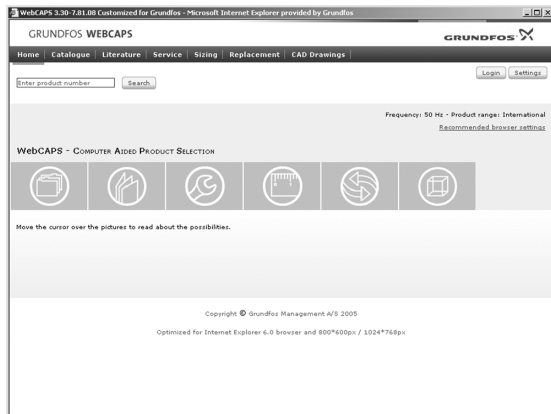 WebCAPS 3.30-7.81.08 Customized for Grundfos - Microsoft Internet Explorer provided by Grundfos
GRUNDFOS WEBCAPS
GRUNDFOS
Home | Catalogue | Literature | Service | Sizing | Replacement | CAD Drawings |
Login Settings
Enter product number Search
Frequency: 50 Hz - Product range: International
Recommended browser settings
WebCAPS - Computer Aided Product Selection
Move the cursor over the pictures to read about the possibilities.
Copyright © Grundfos Management A/S 2005
Optimized for Internet Explorer 6.0 browser and 800*600px / 1024*768px